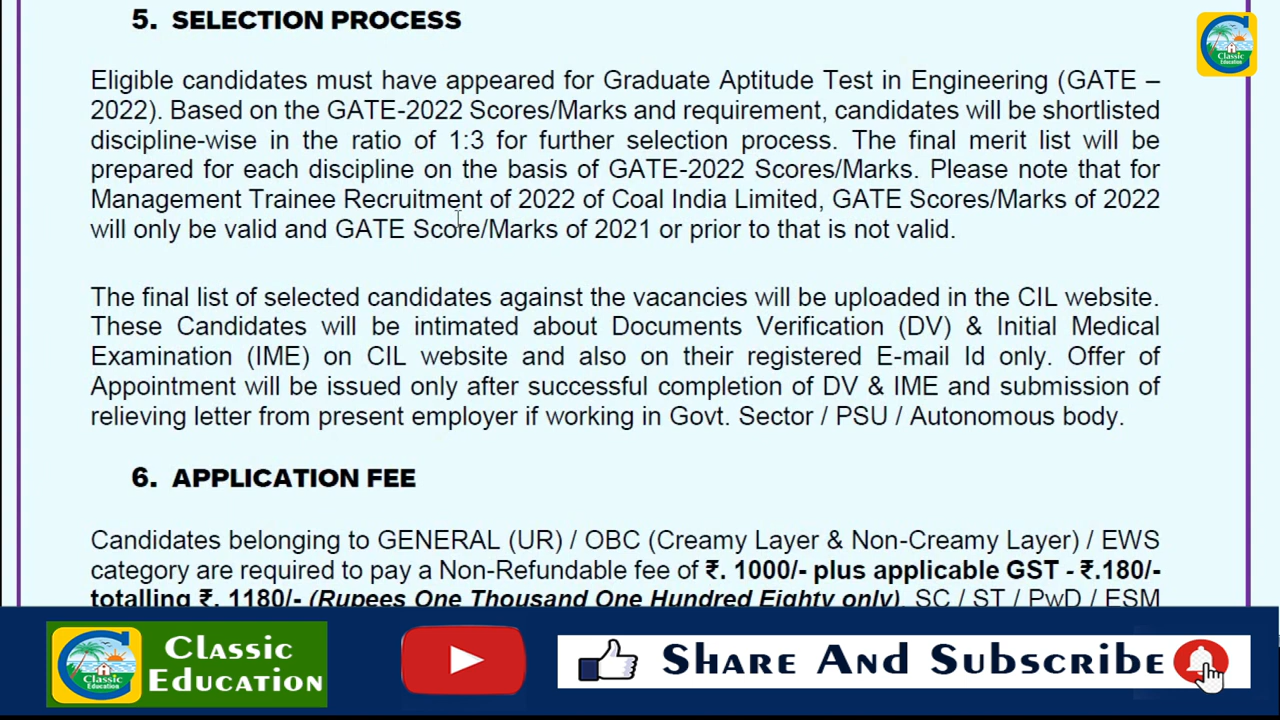 5. SELECTION PROCESS
Eligible candidates must have appeared for Graduate Aptitude Test in Engineering (GATE –
2022). Based on the GATE-2022 Scores/Marks and requirement, candidates will be shortlisted
discipline-wise in the ratio of 1:3 for further selection process. The final merit list will be
prepared for each discipline on the basis of GATE-2022 Scores/Marks. Please note that for
Management Trainee Recruitment of 2022 of Coal India Limited, GATE Scores/Marks of 2022
will only be valid and GATE Score/Marks of 2021 or prior to that is not valid.
The final list of selected candidates against the vacancies will be uploaded in the CIL website.
These Candidates will be intimated about Documents Verification (DV) & Initial Medical
Examination (IME) on CIL website and also on their registered E-mail Id only. Offer of
Appointment will be issued only after successful completion of DV & IME and submission of
relieving letter from present employer if working in Govt. Sector / PSU / Autonomous body.
6. APPLICATION FEE
Candidates belonging to GENERAL (UR) / OBC (Creamy Layer & Non-Creamy Layer) / EWS
category are required to pay a Non-Refundable fee of ₹. 1000/- plus applicable GST - ₹.180/-
totalling ₹. 1180/- (Rupees One Thousand One Hundred Eighty only). SC / ST / PwD / ESM
Classic
Education
Classic
Education
Share And Subscribe
Classic
Education